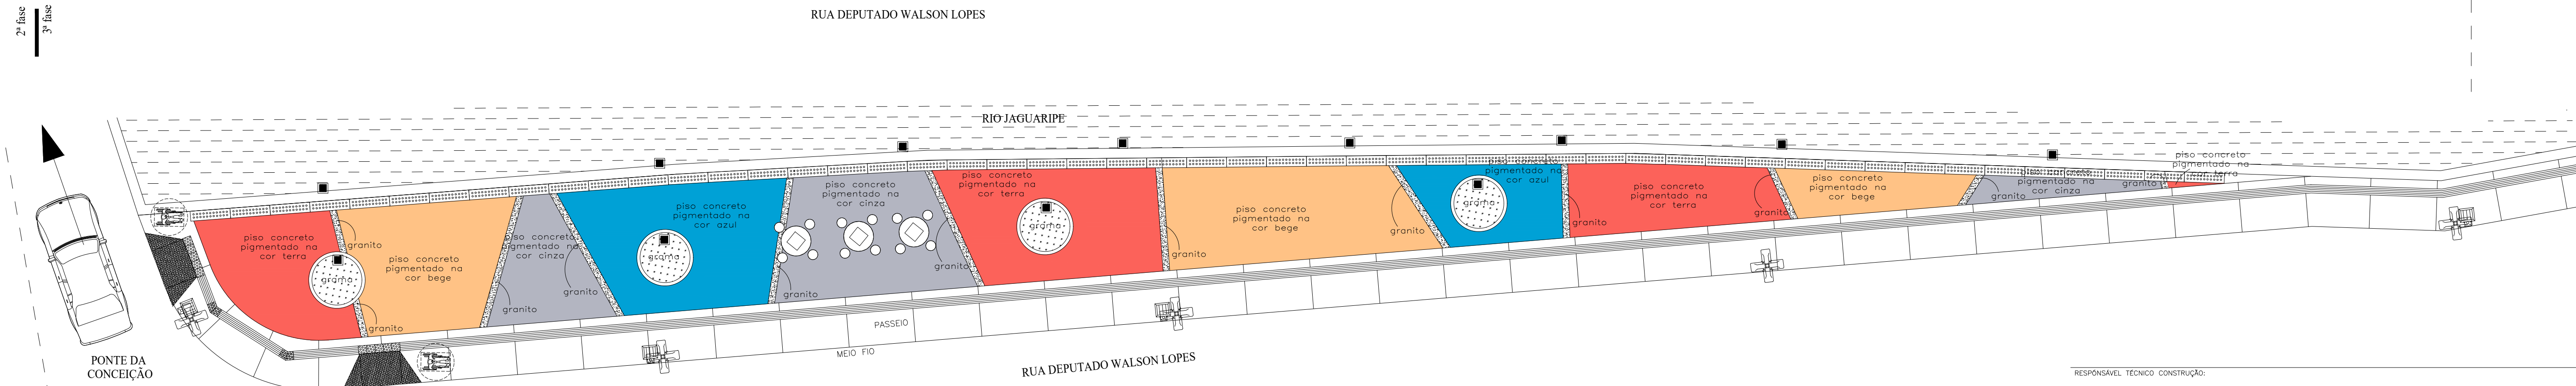 2ª fase
3ª fase
RUA DEPUTADO WALSON LOPES
RIO JAGUARIPE
piso concreto
pigmentado na
cor terra
granito
grama
granito
piso concreto
pigmentado na
cor bege
granito
piso concreto
pigmentado na
cor cinza
granito
piso concreto
pigmentado na
cor azul
grama
granito
piso concreto
pigmentado na
cor cinza
granito
piso concreto
pigmentado na
cor terra
grama
granito
piso concreto
pigmentado na
cor bege
granito
piso concreto
pigmentado na
cor azul
grama
granito
piso concreto
pigmentado na
cor terra
granito
piso concreto
pigmentado na
cor bege
granito
piso concreto
pigmentado na
cor cinza
granito
piso concreto
pigmentado na
cor terra
PASSEIO
MEIO FIO
PONTE DA
CONCEIÇÃO
RUA DEPUTADO WALSON LOPES
RESPONSÁVEL TÉCNICO CONSTRUÇÃO: